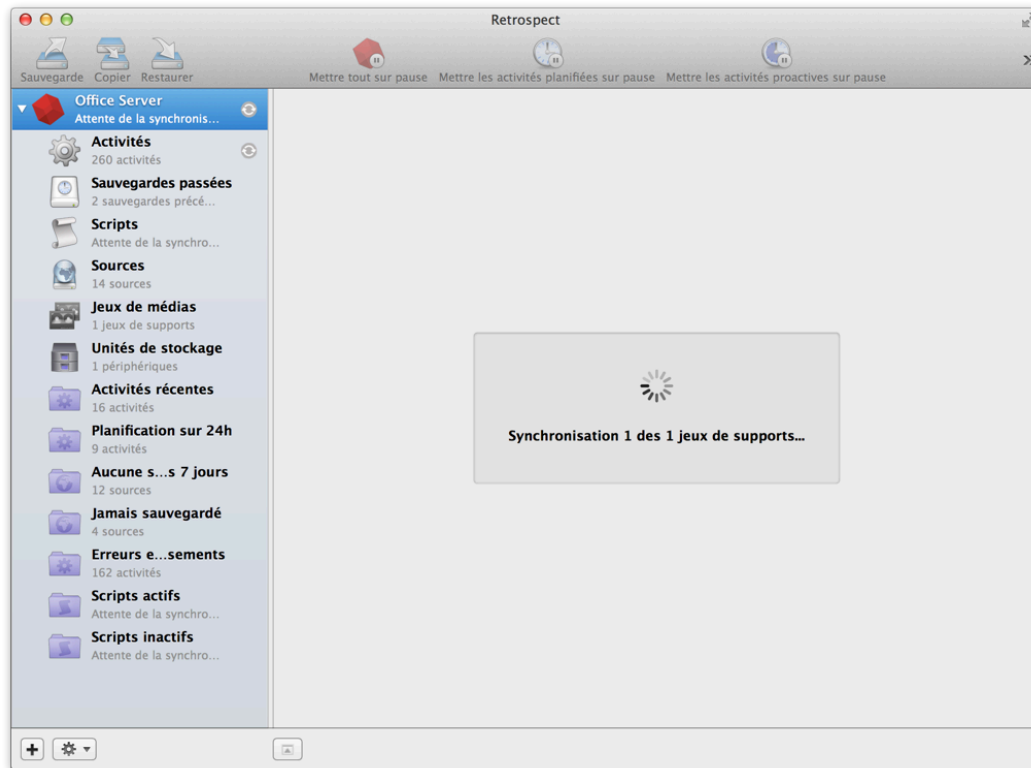 Retrospect
Sauvegarde Copier Restaurer Mettre tout sur pause Mettre les activités planifiées sur pause Mettre les activités proactives sur pause
Office Server
Attente de la synchronis...
Activités
260 activités
Sauvegardes passées
2 sauvegardes précé...
Scripts
Attente de la synchro...
Sources
14 sources
Jeux de médias
1 jeux de supports
Unités de stockage
1 périphériques
Activités récentes
16 activités
Planification sur 24h
9 activités
Aucune s...s 7 jours
12 sources
Jamais sauvegardé
4 sources
Erreurs e...sements
162 activités
Scripts actifs
Attente de la synchro...
Scripts inactifs
Attente de la synchro...
Synchronisation 1 des 1 jeux de supports...